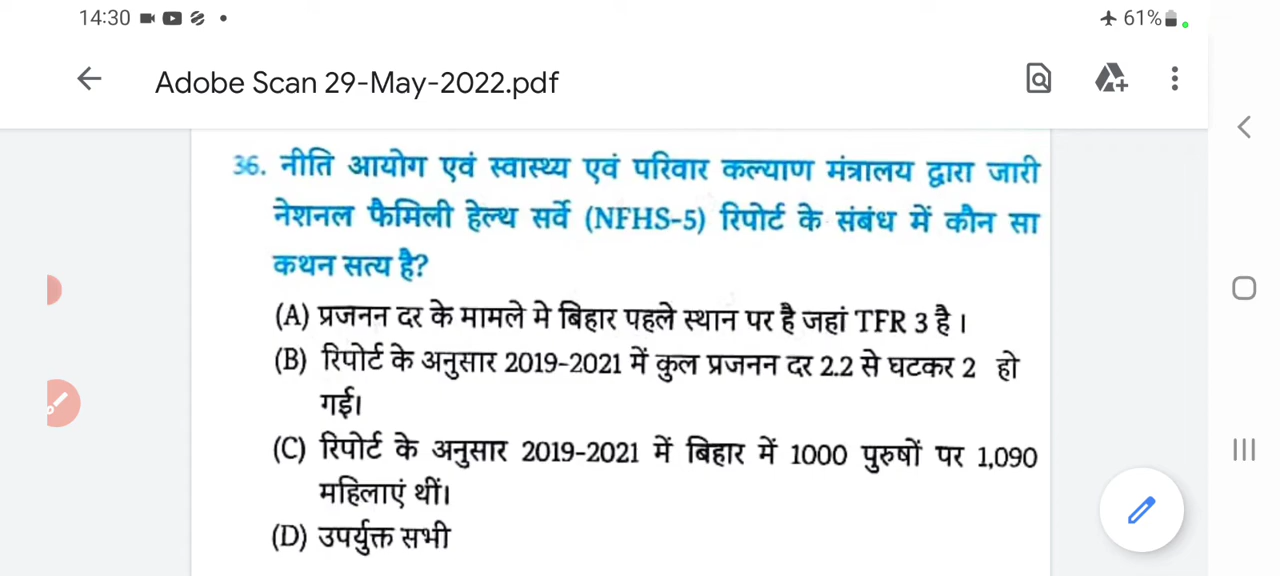 14:30
61%
Adobe Scan 29-May-2022.pdf
36. नीति आयोग एवं स्वास्थ्य एवं परिवार कल्याण मंत्रालय द्वारा जारी
नेशनल फैमिली हेल्थ सर्वे (NFHS-5) रिपोर्ट के संबंध में कौन सा
कथन सत्य है?
(A) प्रजनन दर के मामले मे बिहार पहले स्थान पर है जहां TFR 3 है।
(B) रिपोर्ट के अनुसार 2019-2021 में कुल प्रजनन दर 2.2 से घटकर 2 हो
गई।
(C) रिपोर्ट के अनुसार 2019-2021 में बिहार में 1000 पुरुषों पर 1,090
महिलाएं थीं।
(D) उपर्युक्त सभी